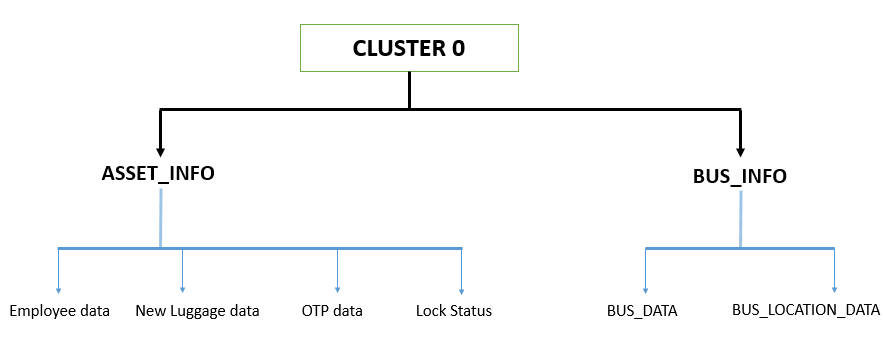 CLUSTER 0
ASSET_INFO
BUS_INFO
Employee data
New Luggage data
OTP data
Lock Status
BUS_DATA
BUS_LOCATION_DATA